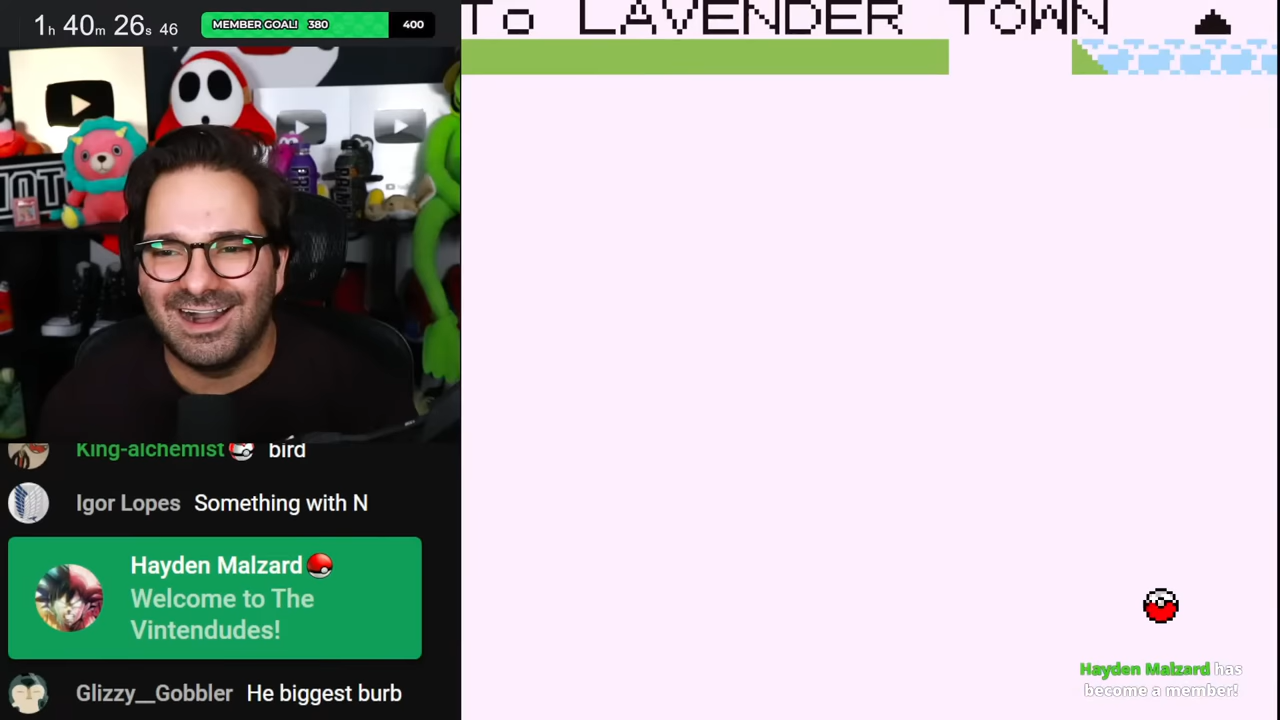 1h 40m 26s 46
MEMBER GOAL! 380
400
To LAVENDER TOWN
King-alchemist bird
Igor Lopes Something with N
Hayden Malzard
Welcome to The
Vintendudes!
Glizzy__Gobbler He biggest burb
Hayden Malzard has
become a member!